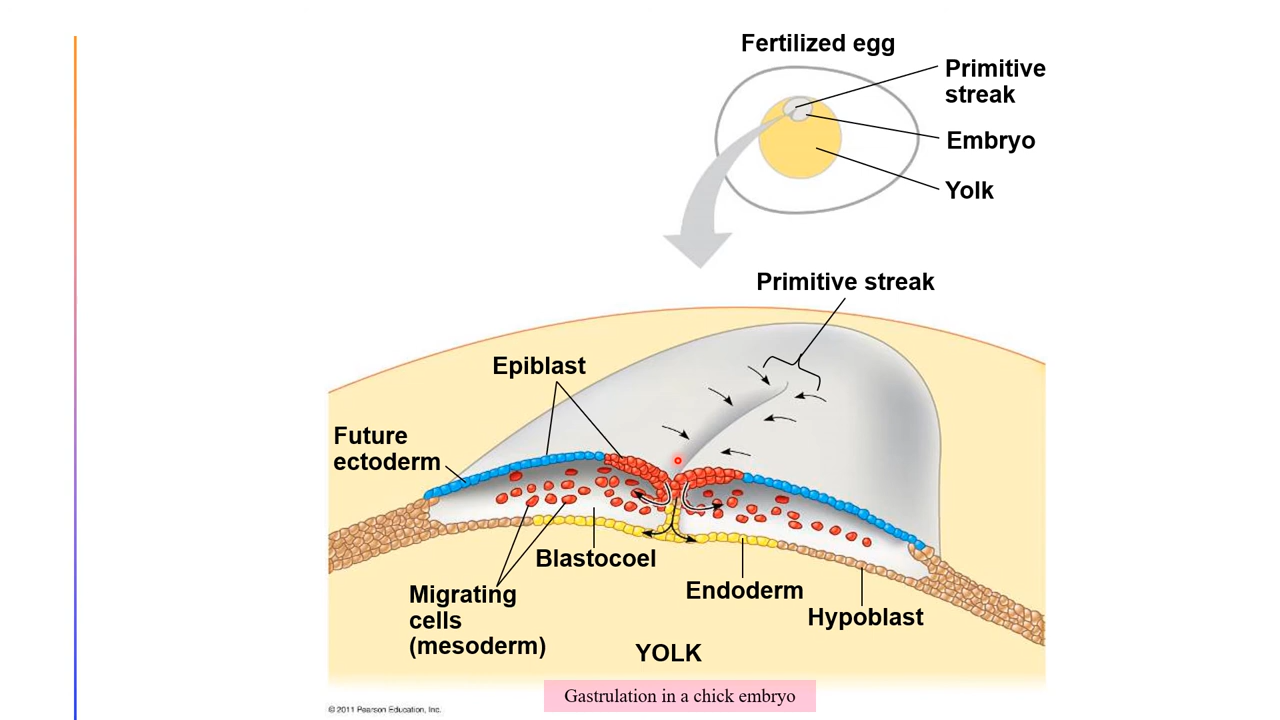 Fertilized egg
Primitive
streak
Embryo
Yolk
Primitive streak
Epiblast
Future
ectoderm
Blastocoel
Endoderm
Migrating
cells
(mesoderm)
Hypoblast
YOLK
Gastrulation in a chick embryo
© 2011 Pearson Education, Inc.